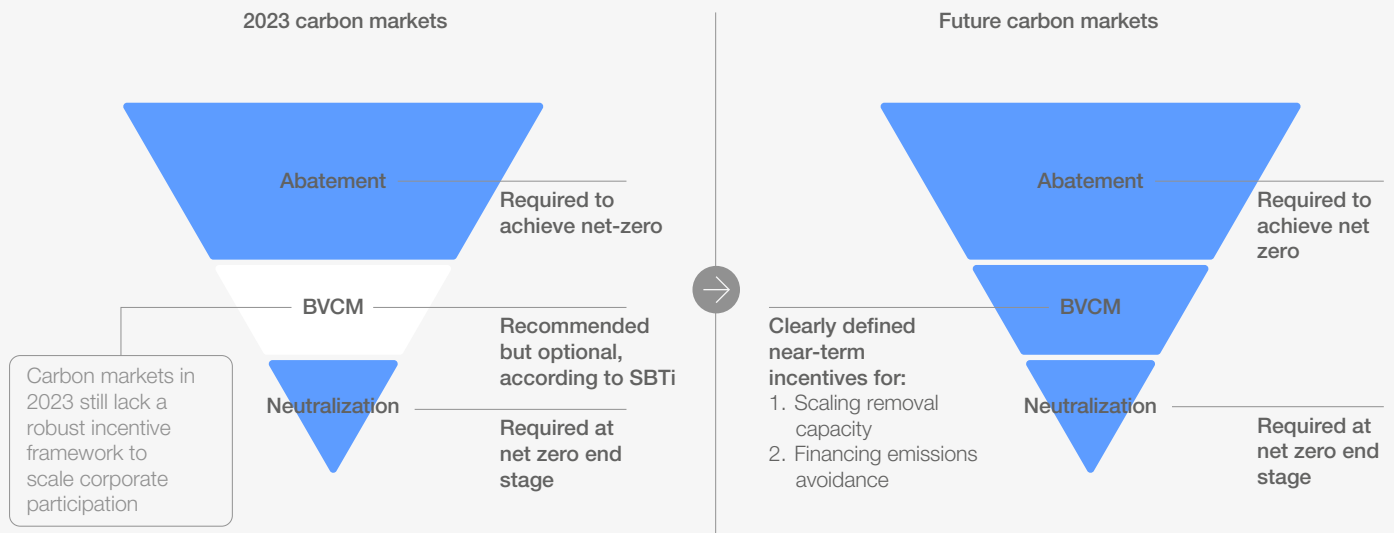 2023 carbon markets
Abatement
Required to
achieve net-zero
BVCM
Recommended
but optional,
according to SBTi
Carbon markets in
2023 still lack a
robust incentive
framework to
scale corporate
participation
Neutralization
Required at
net zero end
stage
Future carbon markets
Abatement
Required to
achieve net
zero
BVCM
Clearly defined
near-term
incentives for:
1. Scaling removal
capacity
2. Financing emissions
avoidance
Neutralization
Required at
net zero end
stage